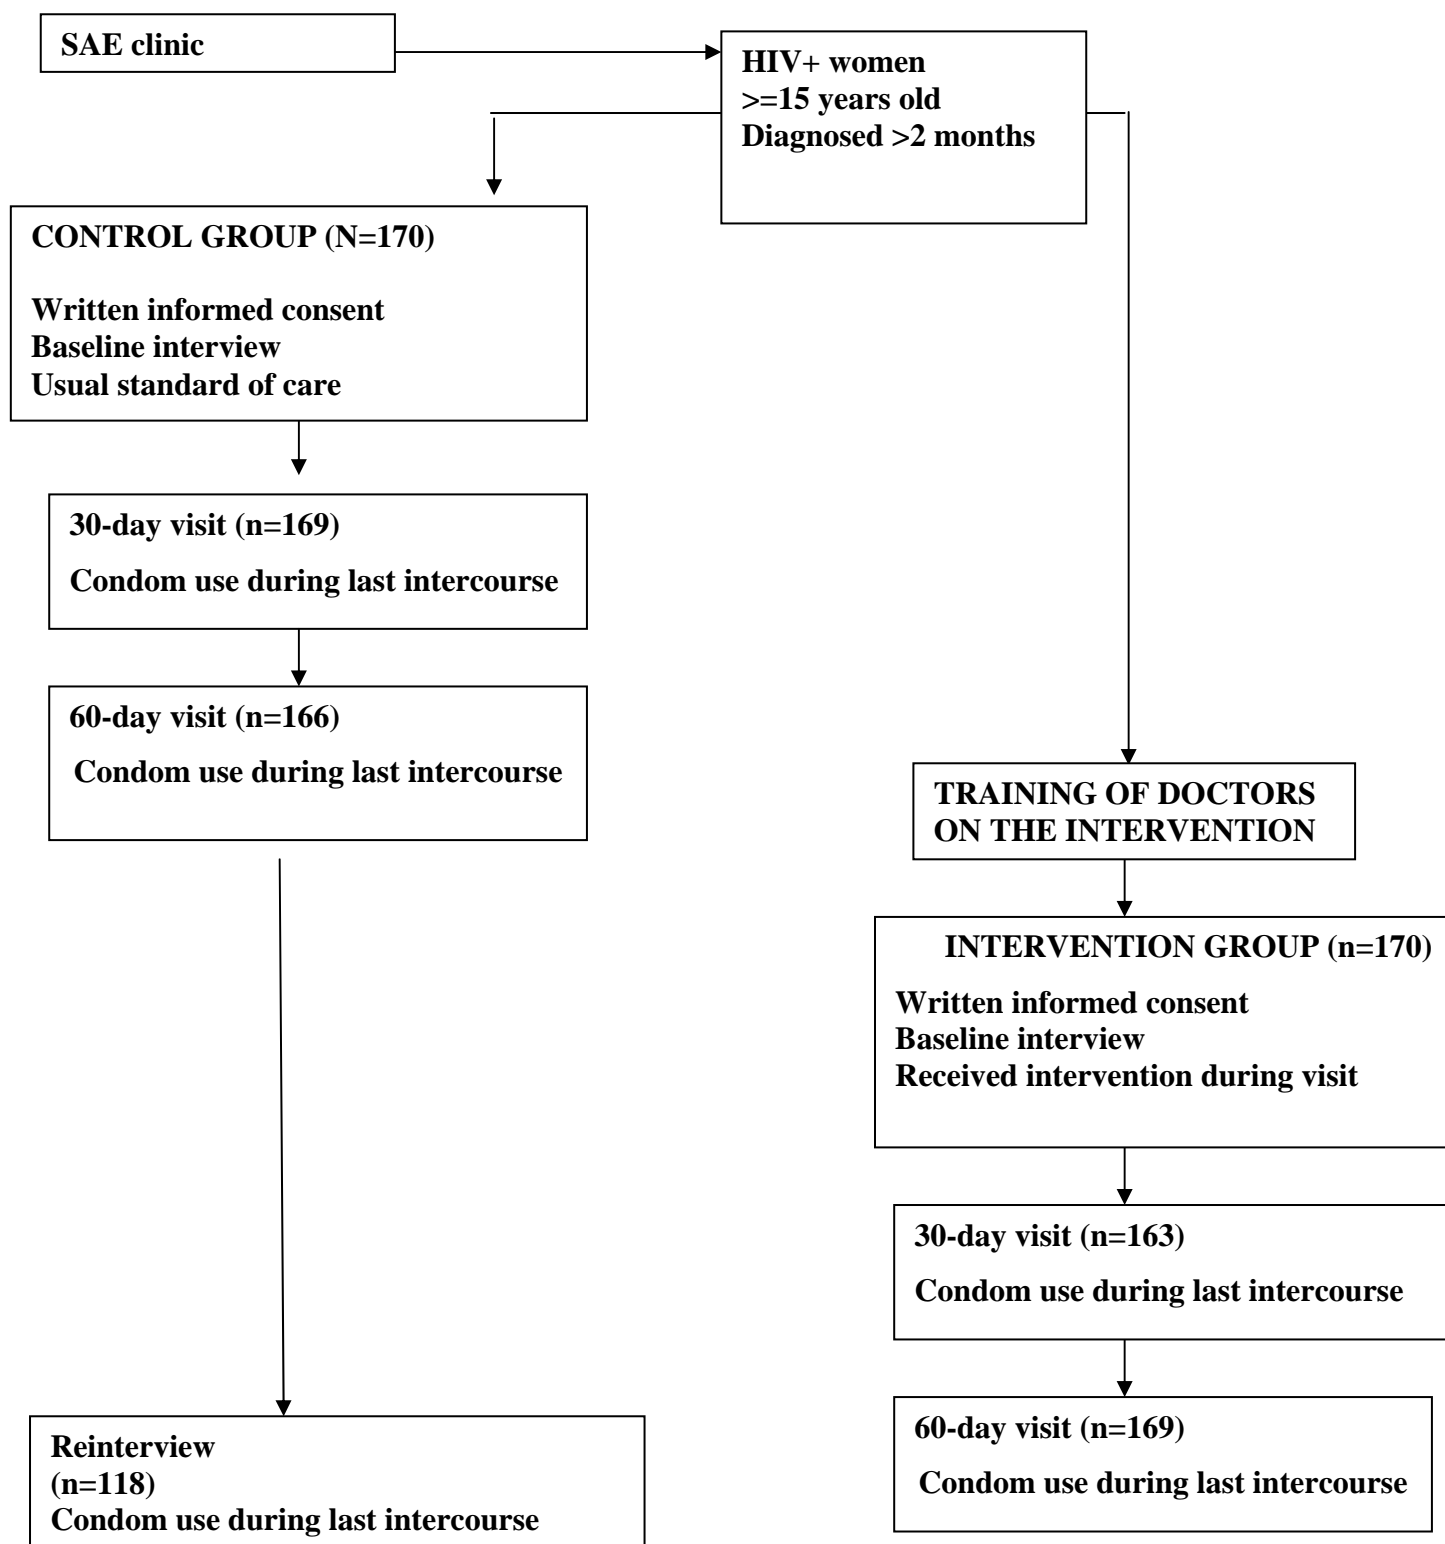 SAE clinic
HIV+ women
>=15 years old
Diagnosed >2 months
CONTROL GROUP (N=170)
Written informed consent
Baseline interview
Usual standard of care
30-day visit (n=169)
Condom use during last intercourse
60-day visit (n=166)
Condom use during last intercourse
TRAINING OF DOCTORS
ON THE INTERVENTION
INTERVENTION GROUP (n=170)
Written informed consent
Baseline interview
Received intervention during visit
30-day visit (n=163)
Condom use during last intercourse
60-day visit (n=169)
Condom use during last intercourse
Reinterview
(n=118)
Condom use during last intercourse